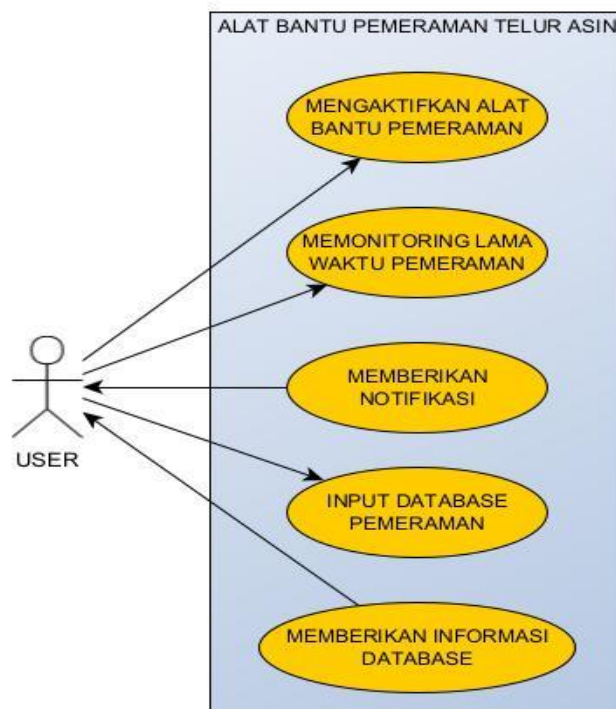 ALAT BANTU PEMERAMAN TELUR ASIN
MENGAKTIFKAN ALAT
BANTU PEMERAMAN
MEMONITORING LAMA
WAKTU PEMERAMAN
MEMBERIKAN
NOTIFIKASI
USER
INPUT DATABASE
PEMERAMAN
MEMBERIKAN INFORMASI
DATABASE